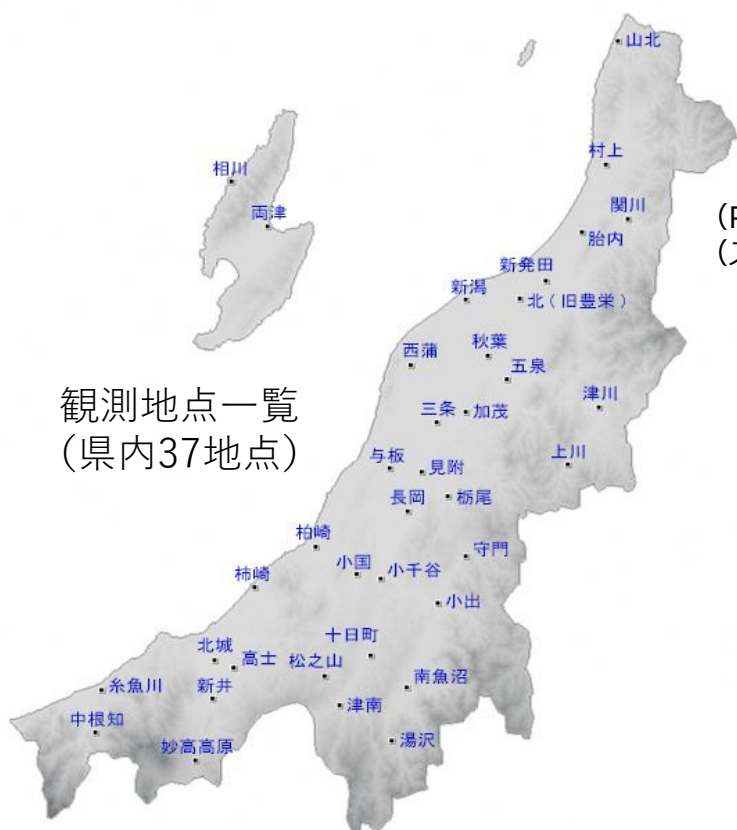 山北
村上
相川
関川
両津
胎内
(P
(ス
新発田
新潟
北(旧豊栄)
秋葉
西蒲
五泉
観測地点一覧
(県内37地点)
津川
三条
加茂
与板
見附
上川
長岡
栃尾
柏崎
守門
小国
小千谷
柿崎
小出
十日町
北城
高士
松之山
糸魚川
新井
南魚沼
津南
中根知
妙高高原
湯沢